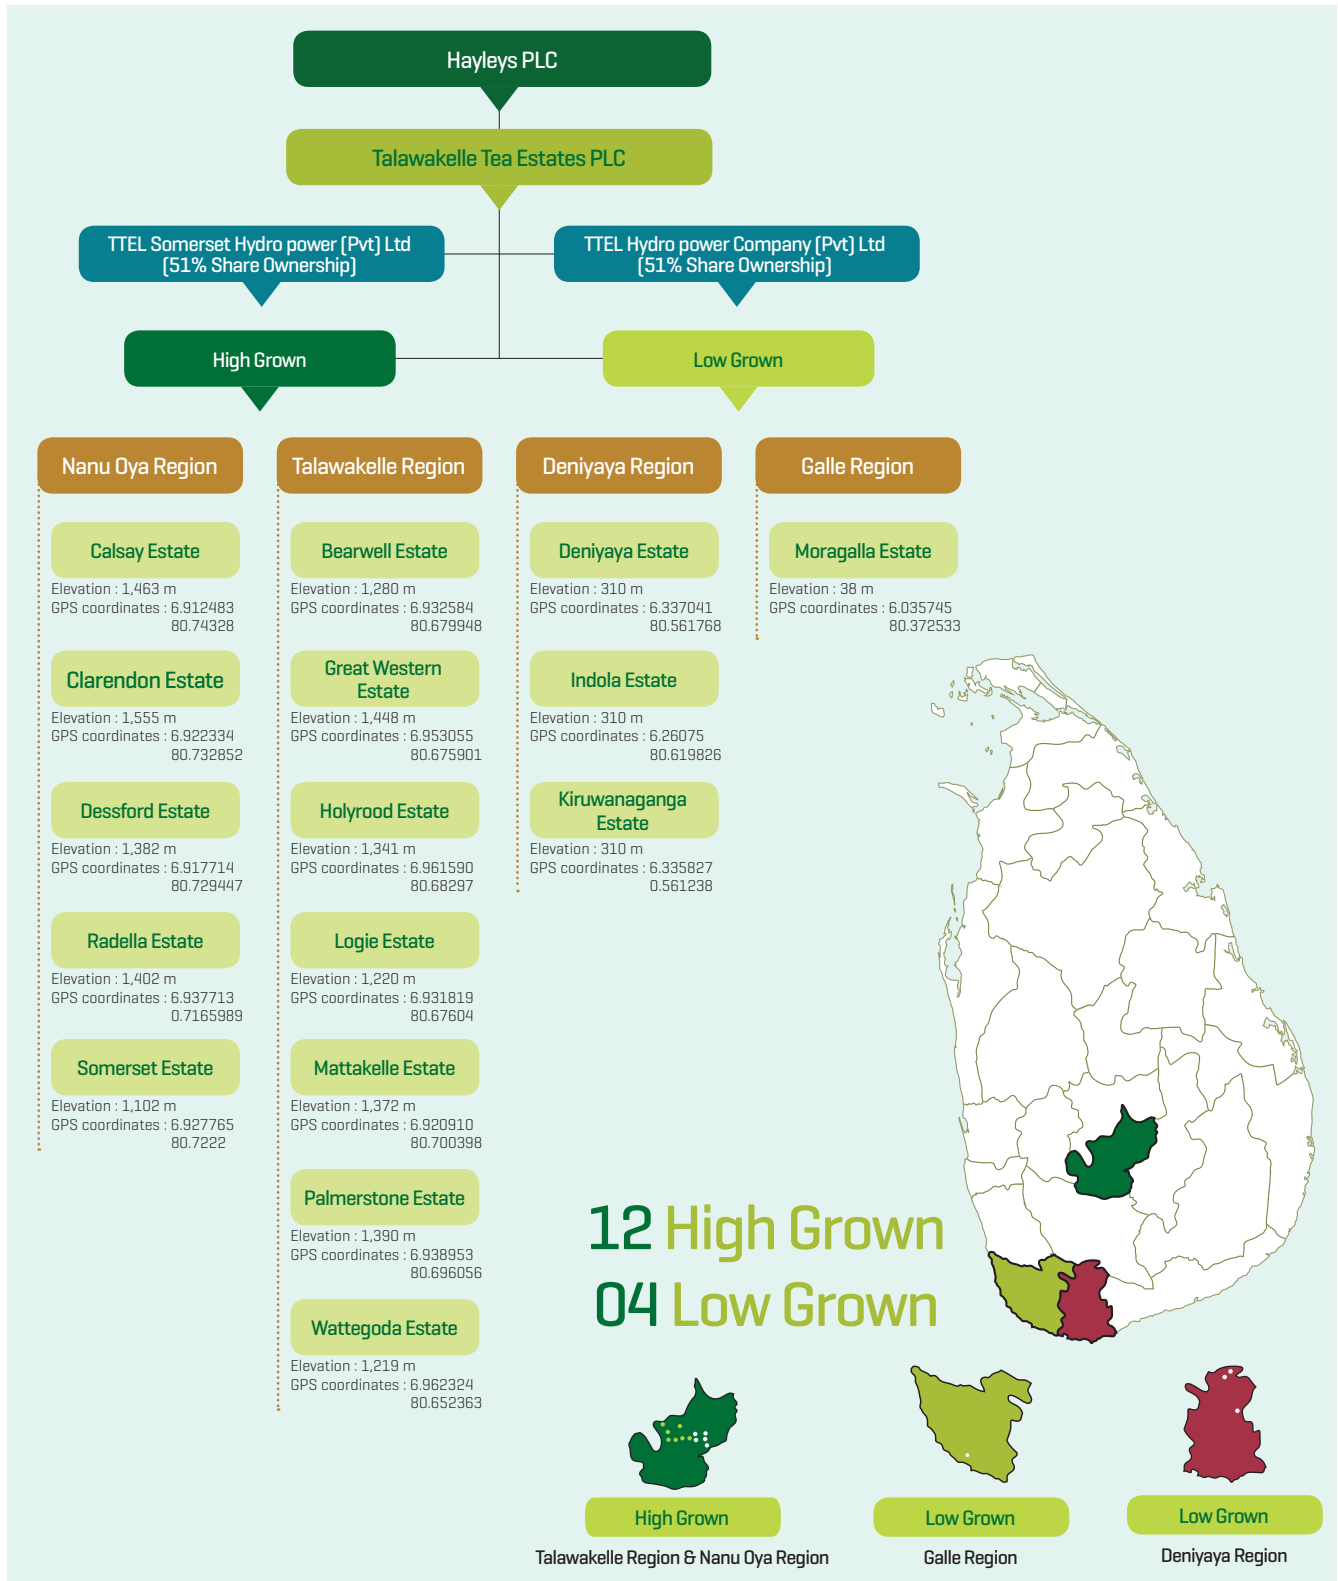 Hayleys PLC
Talawakelle Tea Estates PLC
TTEL Somerset Hydro power (Pvt) Ltd
(51% Share Ownership)
TTEL Hydro power Company (Pvt) Ltd
(51% Share Ownership)
High Grown
Low Grown
Nanu Oya Region
Calsay Estate
Elevation : 1,463 m
GPS coordinates : 6.912483
80.74328
Clarendon Estate
Elevation : 1,555 m
GPS coordinates : 6.922334
80.732852
Dessford Estate
Elevation : 1,382 m
GPS coordinates : 6.917714
80.729447
Radella Estate
Elevation : 1,402 m
GPS coordinates : 6.937713
0.7165989
Somerset Estate
Elevation : 1,102 m
GPS coordinates : 6.927765
80.7222
Talawakelle Region
Bearwell Estate
Elevation : 1,280 m
GPS coordinates : 6.932584
80.679948
Great Western
Estate
Elevation : 1,448 m
GPS coordinates : 6.953055
80.675901
Holyrood Estate
Elevation : 1,341 m
GPS coordinates : 6.961590
80.68297
Logie Estate
Elevation : 1,220 m
GPS coordinates : 6.931819
80.67604
Mattakelle Estate
Elevation : 1,372 m
GPS coordinates : 6.920910
80.700398
Palmerstone Estate
Elevation : 1,390 m
GPS coordinates : 6.938953
80.696056
Wattegoda Estate
Elevation : 1,219 m
GPS coordinates : 6.962324
80.652363
Deniyaya Region
Deniyaya Estate
Elevation : 310 m
GPS coordinates : 6.337041
80.561768
Indola Estate
Elevation : 310 m
GPS coordinates : 6.26075
80.619826
Kiruwanaganga
Estate
Elevation : 310 m
GPS coordinates : 6.335827
0.561238
Galle Region
Moragalla Estate
Elevation : 38 m
GPS coordinates : 6.035745
80.372533
12 High Grown
04 Low Grown
High Grown
Talawakelle Region & Nanu Oya Region
Low Grown
Galle Region
Low Grown
Deniyaya Region